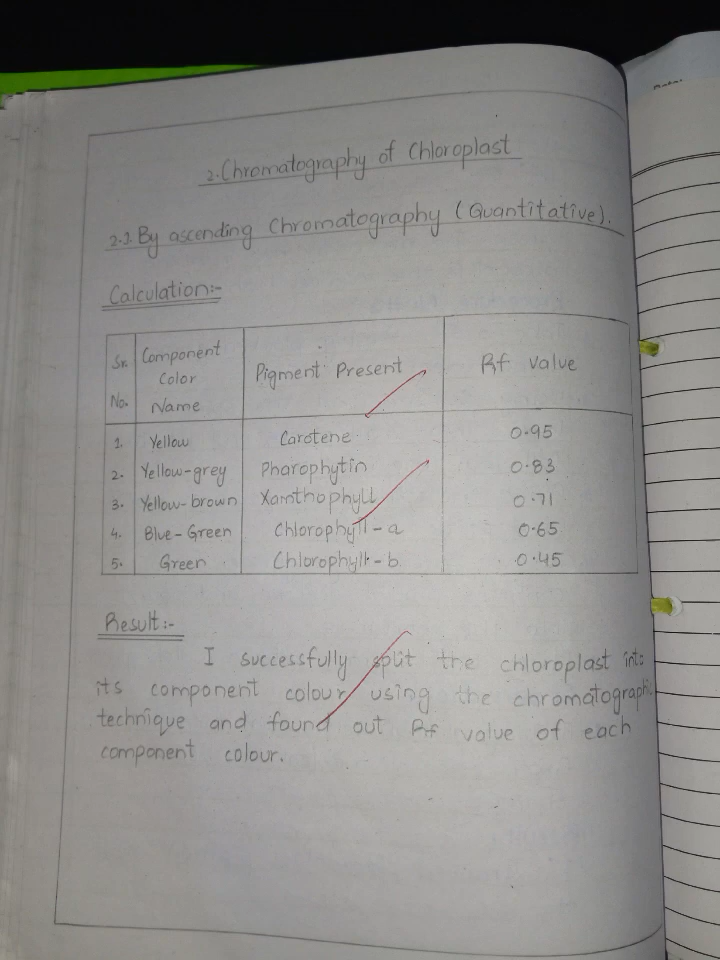 2. Chromatography of Chloroplast
2.2. By ascending Chromatography (Quantitative).
Calculation:-
Sr. No. Component Color Name Pigment Present Rf value
1. Yellow Carotene 0.95
2. Yellow-grey Pharophytin 0.83
3. Yellow-brown Xanthophyll 0.71
4. Blue-Green Chlorophyll-a 0.65
5. Green Chlorophyll-b 0.45
Result:-
I successfully split the chloroplast into
its component colour using the chromatographic
technique and found out Rf value of each
component colour.